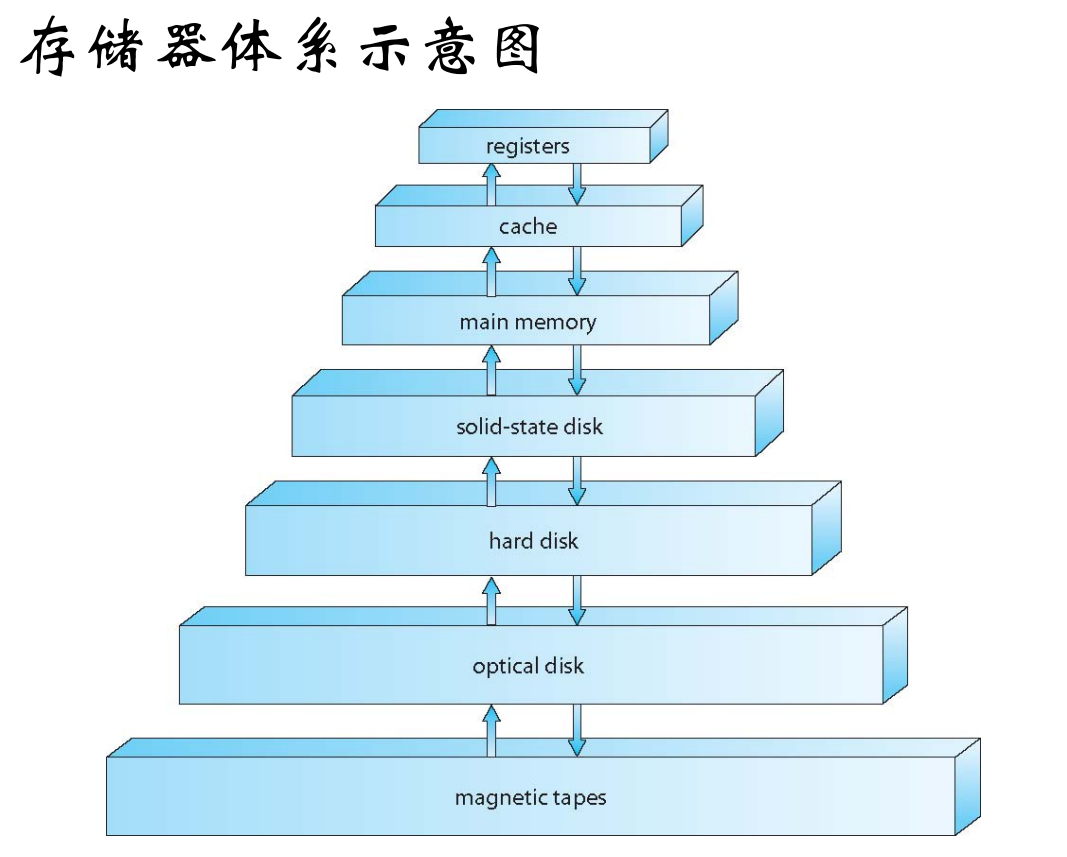 存储器体系示意图
registers
cache
main memory
solid-state disk
hard disk
optical disk
magnetic tapes